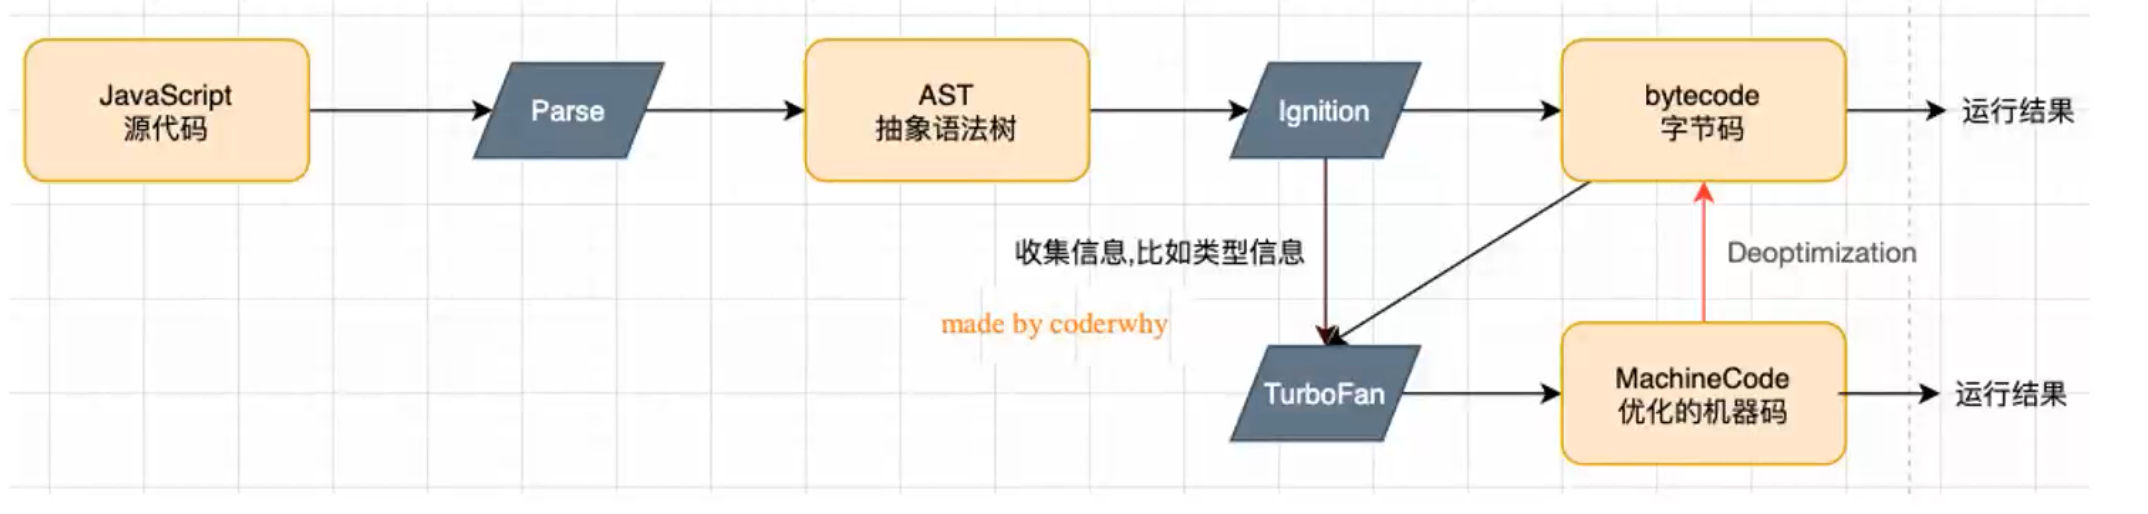 JavaScript
源代码
Parse
AST
抽象语法树
Ignition
bytecode
字节码
运行结果
收集信息,比如类型信息
Deoptimization
made by coderwhy
TurboFan
MachineCode
优化的机器码
运行结果